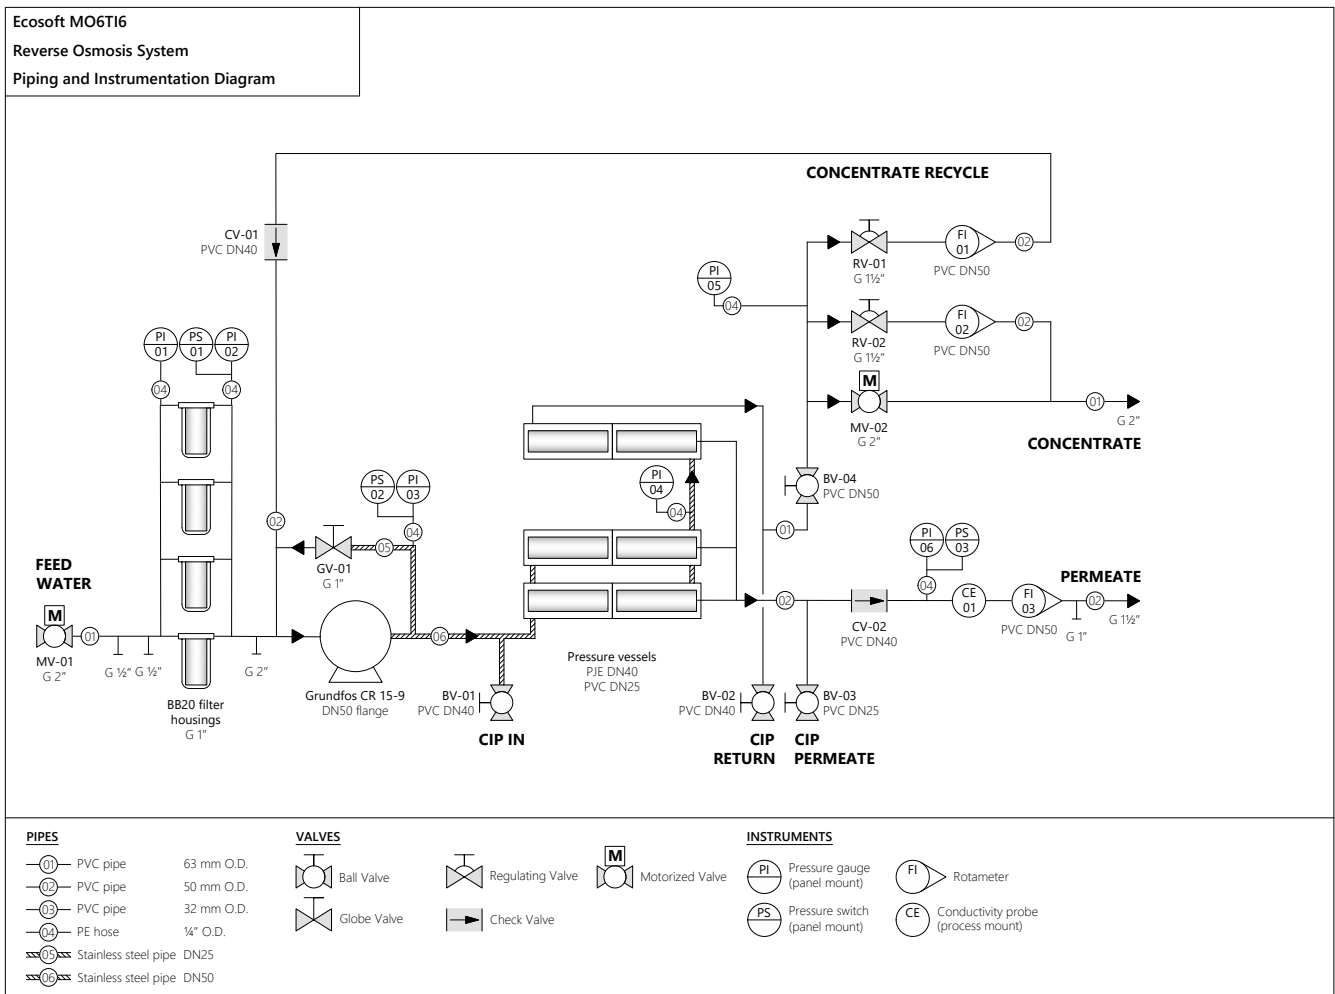 Ecosoft MO6TI6
Reverse Osmosis System
Piping and Instrumentation Diagram
CONCENTRATE RECYCLE
CV-01
PVC DN40
FI
01
02
RV-01
G 1½"
PVC DN50
PI
05
04
FI
02
02
RV-02
G 1½"
PVC DN50
PI
01
PS
01
PI
02
04
04
M
MV-02
G 2"
01
G 2"
CONCENTRATE
BV-04
PVC DN50
01
PI
04
04
PS
02
PI
03
04
02
05
GV-01
G 1"
FEED
WATER
M
01
MV-01
G 2"
G ½"
G ½"
G 2"
BB20 filter
housings
G 1"
06
Grundfos CR 15-9
DN50 flange
BV-01
PVC DN40
CIP IN
Pressure vessels
PJE DN40
PVC DN25
02
PI
06
PS
03
04
CE
01
FI
03
02
PERMEATE
CV-02
PVC DN40
PVC DN50
G 1"
G 1½"
BV-02
PVC DN40
BV-03
PVC DN25
CIP
RETURN
CIP
PERMEATE
PIPES
01 PVC pipe 63 mm O.D.
02 PVC pipe 50 mm O.D.
03 PVC pipe 32 mm O.D.
04 PE hose ¼" O.D.
05 Stainless steel pipe DN25
06 Stainless steel pipe DN50
VALVES
Ball Valve
Regulating Valve
M
Motorized Valve
Globe Valve
Check Valve
INSTRUMENTS
PI
Pressure gauge
(panel mount)
FI
Rotameter
PS
Pressure switch
(panel mount)
CE
Conductivity probe
(process mount)